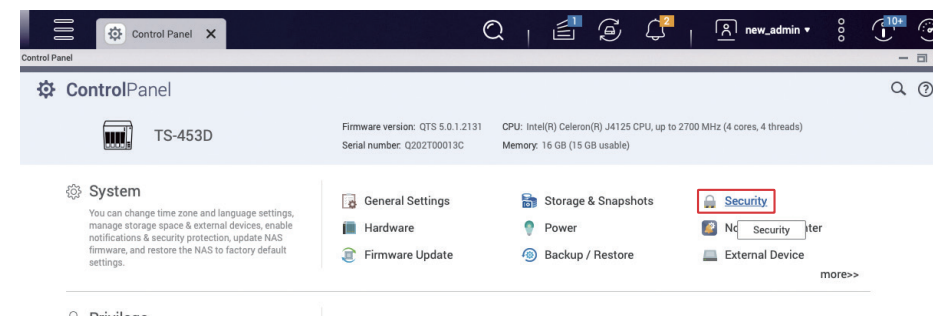 Control Panel
1
2
new_admin
10+
Control Panel
ControlPanel
TS-453D
Firmware version: QTS 5.0.1.2131
CPU: Intel(R) Celeron(R) J4125 CPU, up to 2700 MHz (4 cores, 4 threads)
Serial number: Q202T00013C
Memory: 16 GB (15 GB usable)
System
You can change time zone and language settings,
manage storage space & external devices, enable
notifications & security protection, update NAS
firmware, and restore the NAS to factory default
settings.
General Settings
Storage & Snapshots
Security
Hardware
Power
Security
Firmware Update
Backup / Restore
External Device
more>>